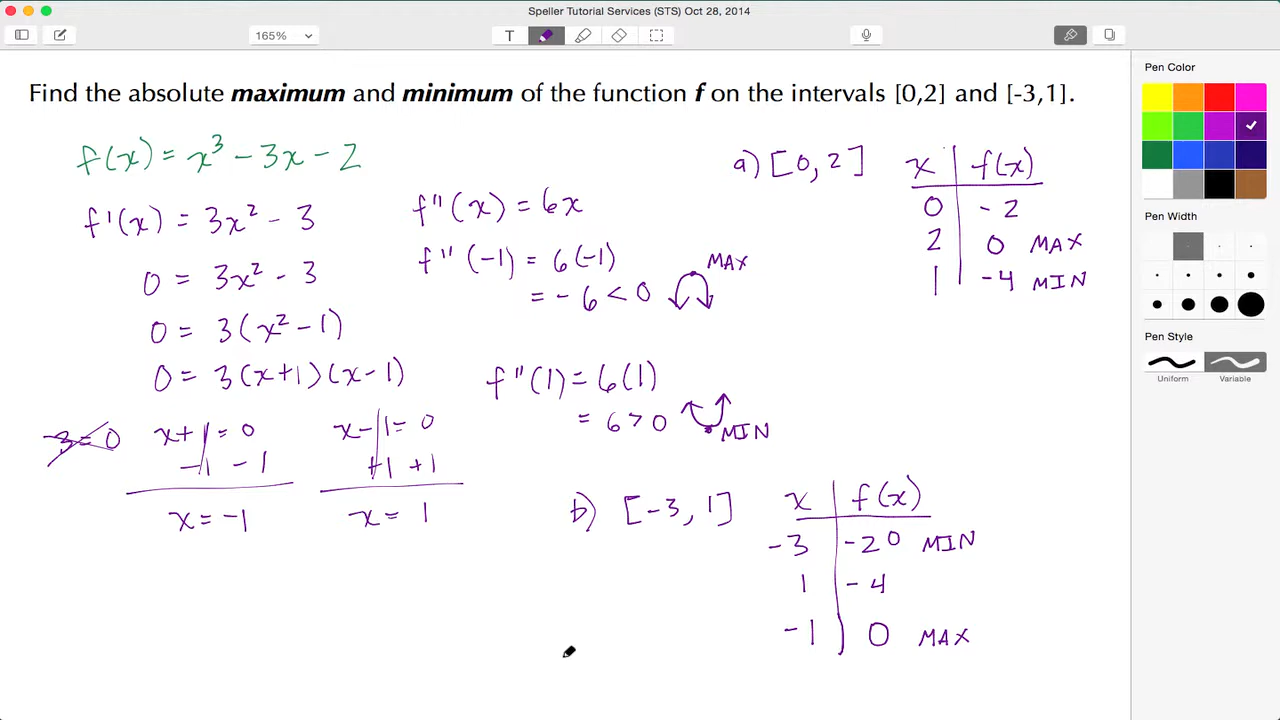 Speller Tutorial Services (STS) Oct 28, 2014
165%
T
Find the absolute maximum and minimum of the function f on the intervals [0,2] and [-3,1].
f(x) = x³ - 3x - 2
f'(x) = 3x² - 3
0 = 3x² - 3
0 = 3(x² - 1)
0 = 3(x+1)(x-1)
3=0
x+1=0
-1 -1
x=-1
x-1=0
+1 +1
x= 1
f"(x) = 6x
f"(-1) = 6(-1)
= -6 < 0
MAX
f"(1) = 6(1)
= 6 > 0
MIN
a) [0, 2]
x f(x)
0 -2
2 0 MAX
1 -4 MIN
b) [-3, 1]
x f(x)
-3 -20 MIN
1 -4
-1 0 MAX
Pen Color
Pen Width
Pen Style
Uniform Variable